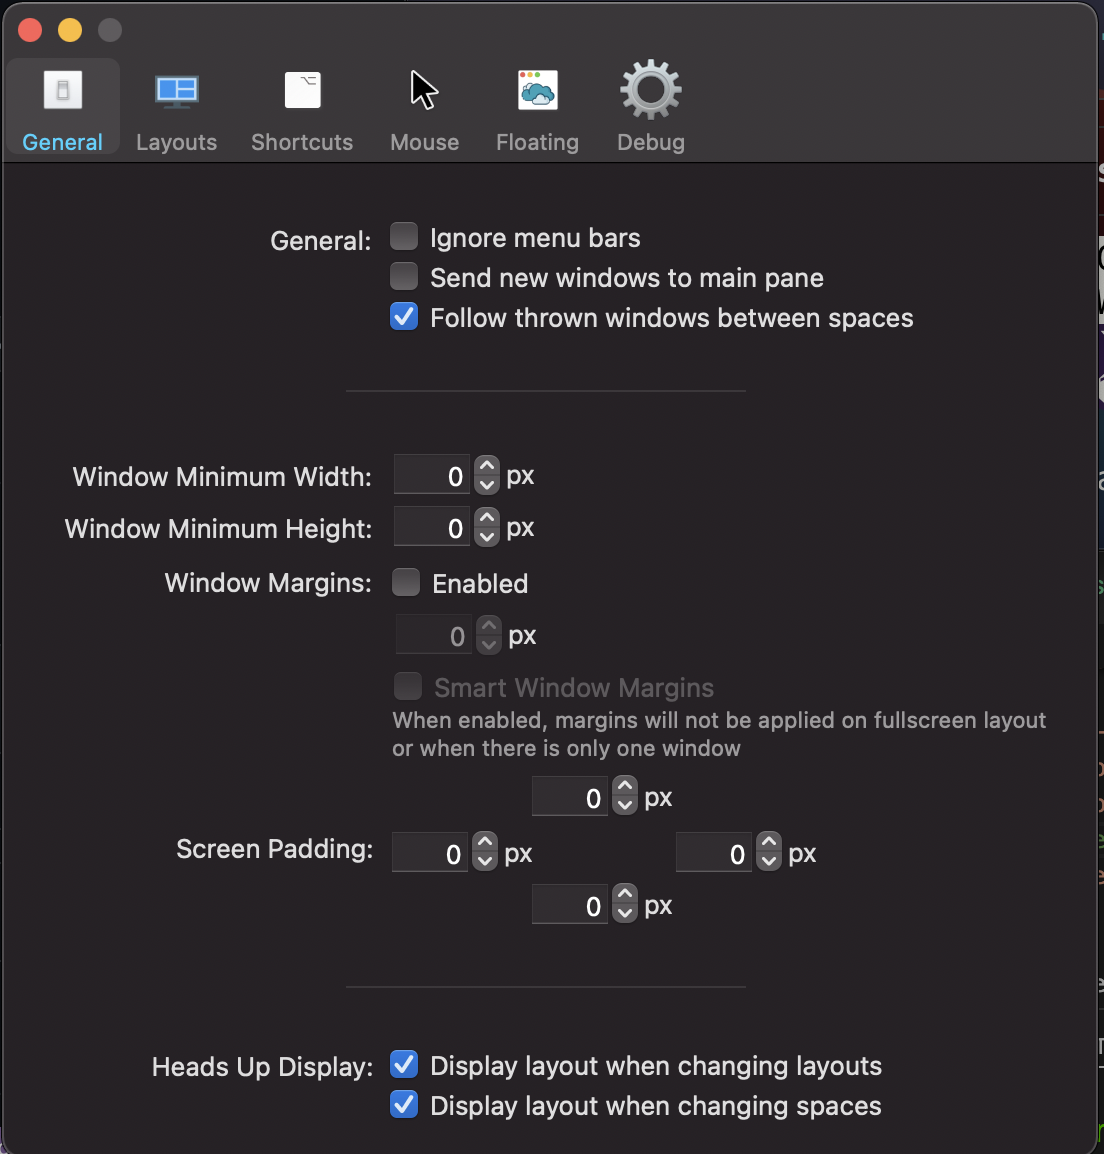 General Layouts Shortcuts Mouse Floating Debug
General: Ignore menu bars
Send new windows to main pane
Follow thrown windows between spaces
Window Minimum Width: 0 px
Window Minimum Height: 0 px
Window Margins: Enabled
0 px
Smart Window Margins
When enabled, margins will not be applied on fullscreen layout
or when there is only one window
0 px
Screen Padding: 0 px 0 px
0 px
Heads Up Display: Display layout when changing layouts
Display layout when changing spaces